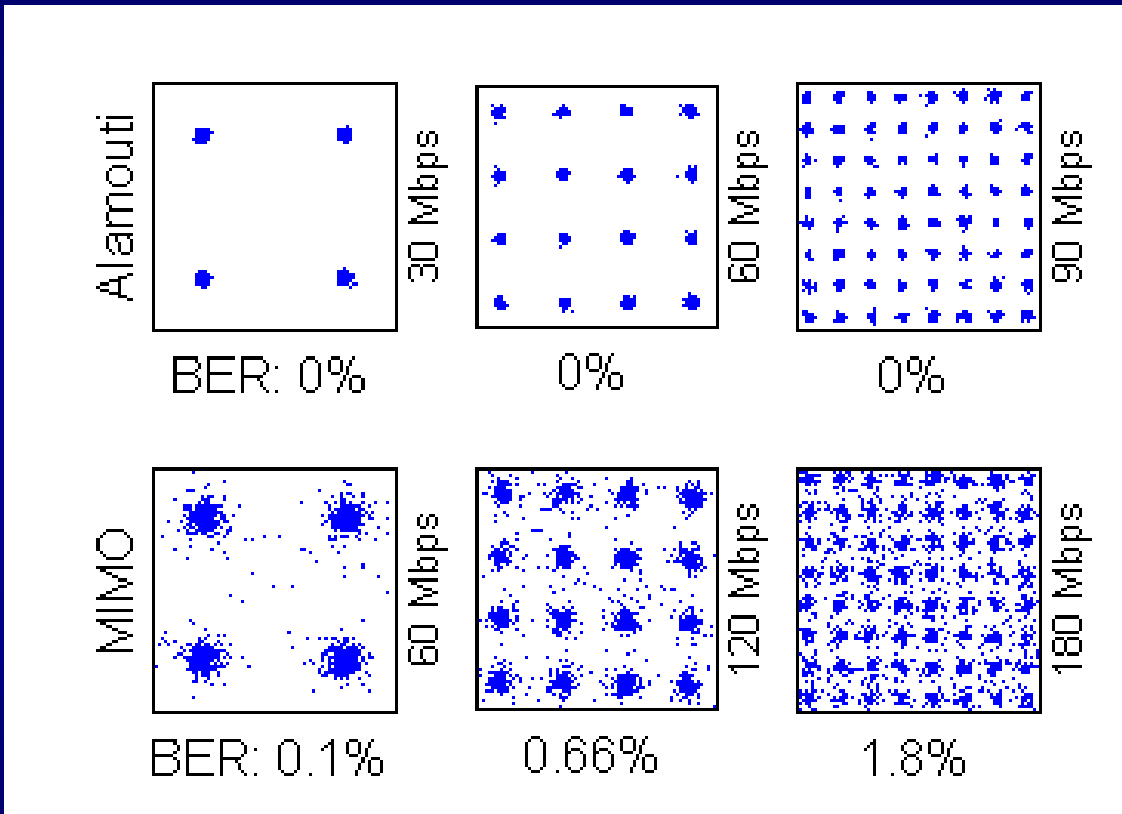 Alamouti
30 Mbps
60 Mbps
90 Mbps
BER: 0%
0%
0%
MIMO
60 Mbps
120 Mbps
180 Mbps
BER: 0.1%
0.66%
1.8%